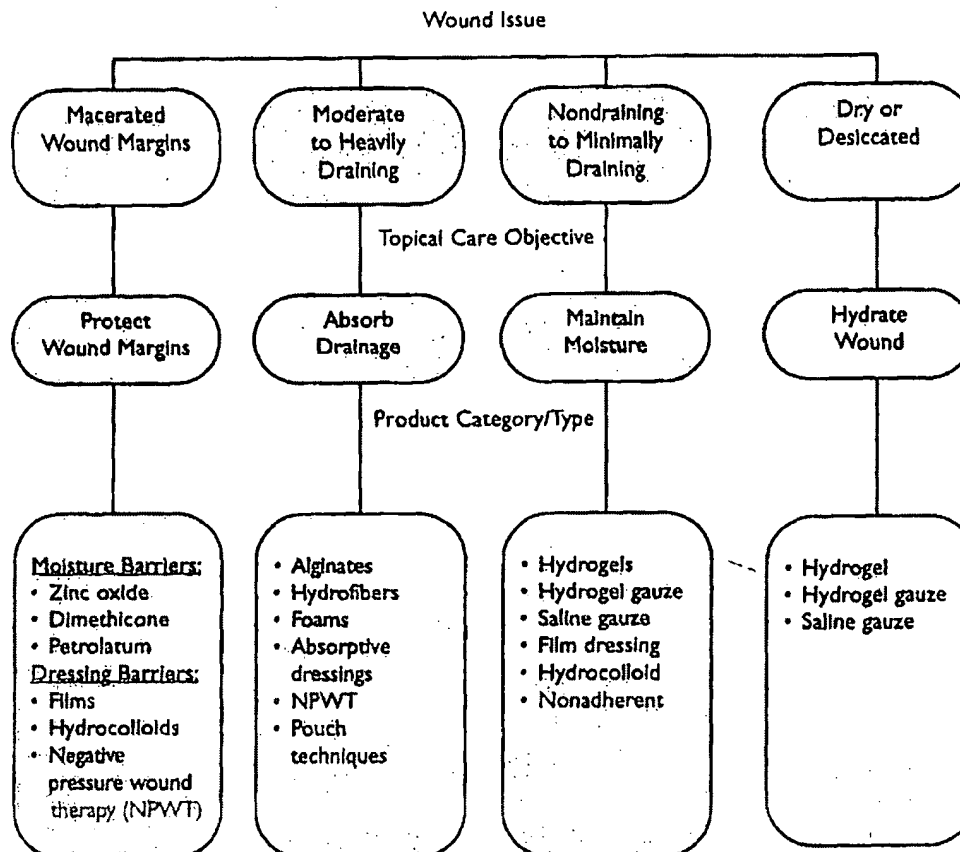 Wound Issue
Macerated
Wound Margins
Moderate
to Heavily
Draining
Nondraining
to Minimally
Draining
Dry or
Desiccated
Topical Care Objective
Protect
Wound Margins
Absorb
Drainage
Maintain
Moisture
Hydrate
Wound
Product Category/Type
Moisture Barriers:
• Zinc oxide
• Dimethicone
• Petrolatum
Dressing Barriers:
• Films
• Hydrocolloids
• Negative
pressure wound
therapy (NPWT)
• Alginates
• Hydrofibers
• Foams
• Absorptive
dressings
• NPWT
• Pouch
techniques
• Hydrogels
• Hydrogel gauze
• Saline gauze
• Film dressing
• Hydrocolloid
• Nonadherent
• Hydrogel
• Hydrogel gauze
• Saline gauze